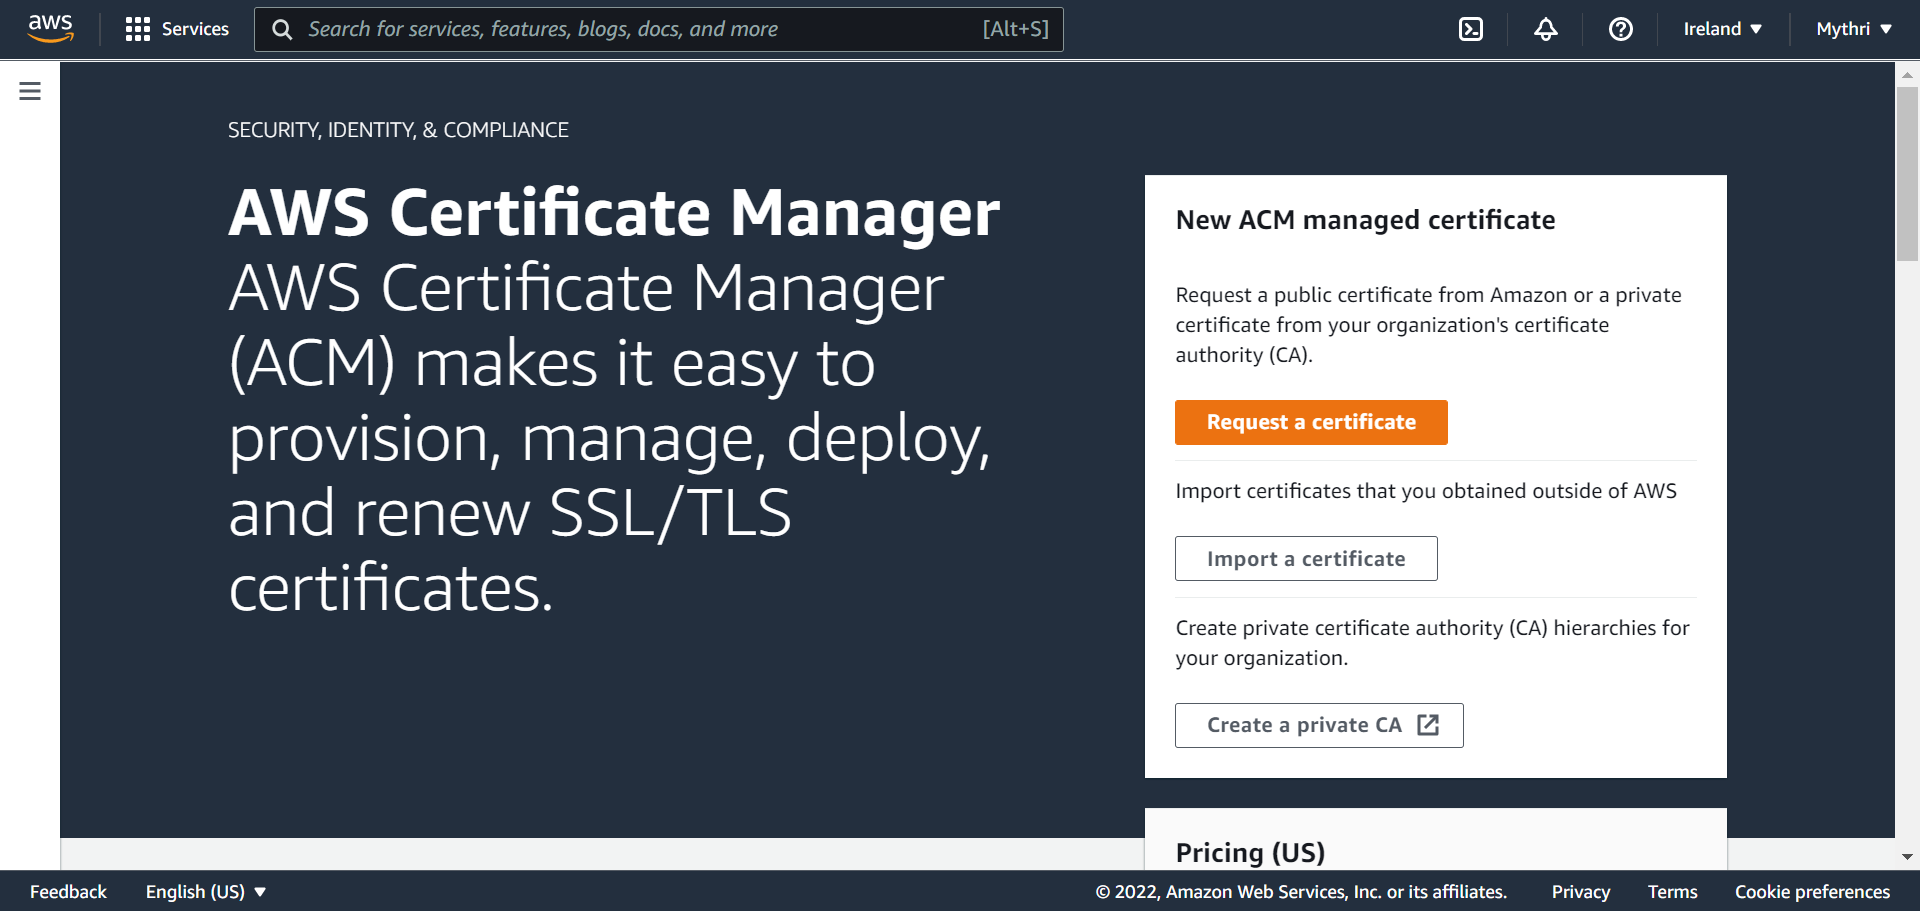 aws
Services
Search for services, features, blogs, docs, and more
[Alt+S]
Ireland
Mythri
SECURITY, IDENTITY, & COMPLIANCE
AWS Certificate Manager
AWS Certificate Manager
(ACM) makes it easy to
provision, manage, deploy,
and renew SSL/TLS
certificates.
New ACM managed certificate
Request a public certificate from Amazon or a private
certificate from your organization's certificate
authority (CA).
Request a certificate
Import certificates that you obtained outside of AWS
Import a certificate
Create private certificate authority (CA) hierarchies for
your organization.
Create a private CA
Pricing (US)
Feedback
English (US)
© 2022, Amazon Web Services, Inc. or its affiliates.
Privacy
Terms
Cookie preferences